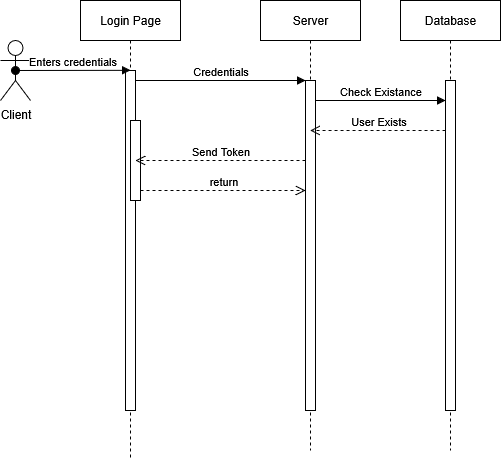 Login Page
Server
Database
Enters credentials
Credentials
Check Existance
Client
User Exists
Send Token
return